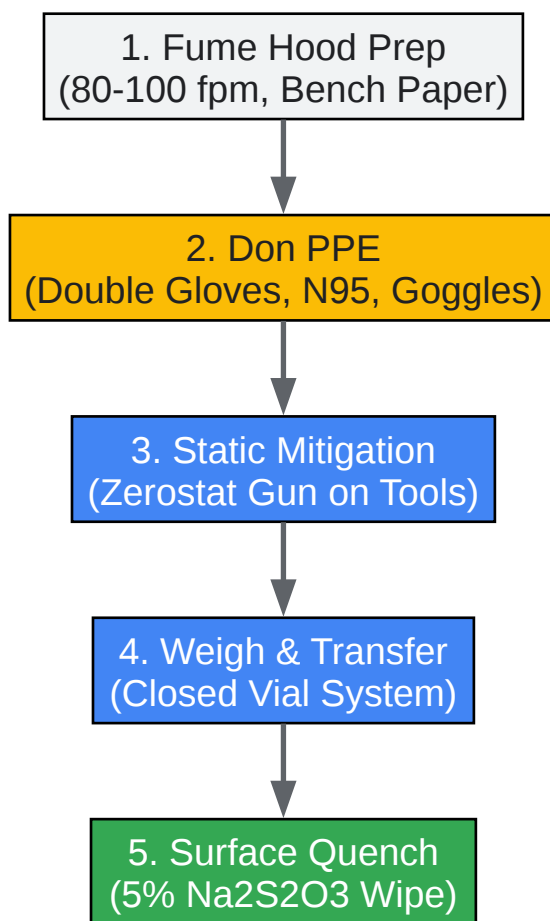 1. Fume Hood Prep
(80-100 fpm, Bench Paper)
2. Don PPE
(Double Gloves, N95, Goggles)
3. Static Mitigation
(Zerostat Gun on Tools)
4. Weigh & Transfer
(Closed Vial System)
5. Surface Quench
(5% Na2S2O3 Wipe)